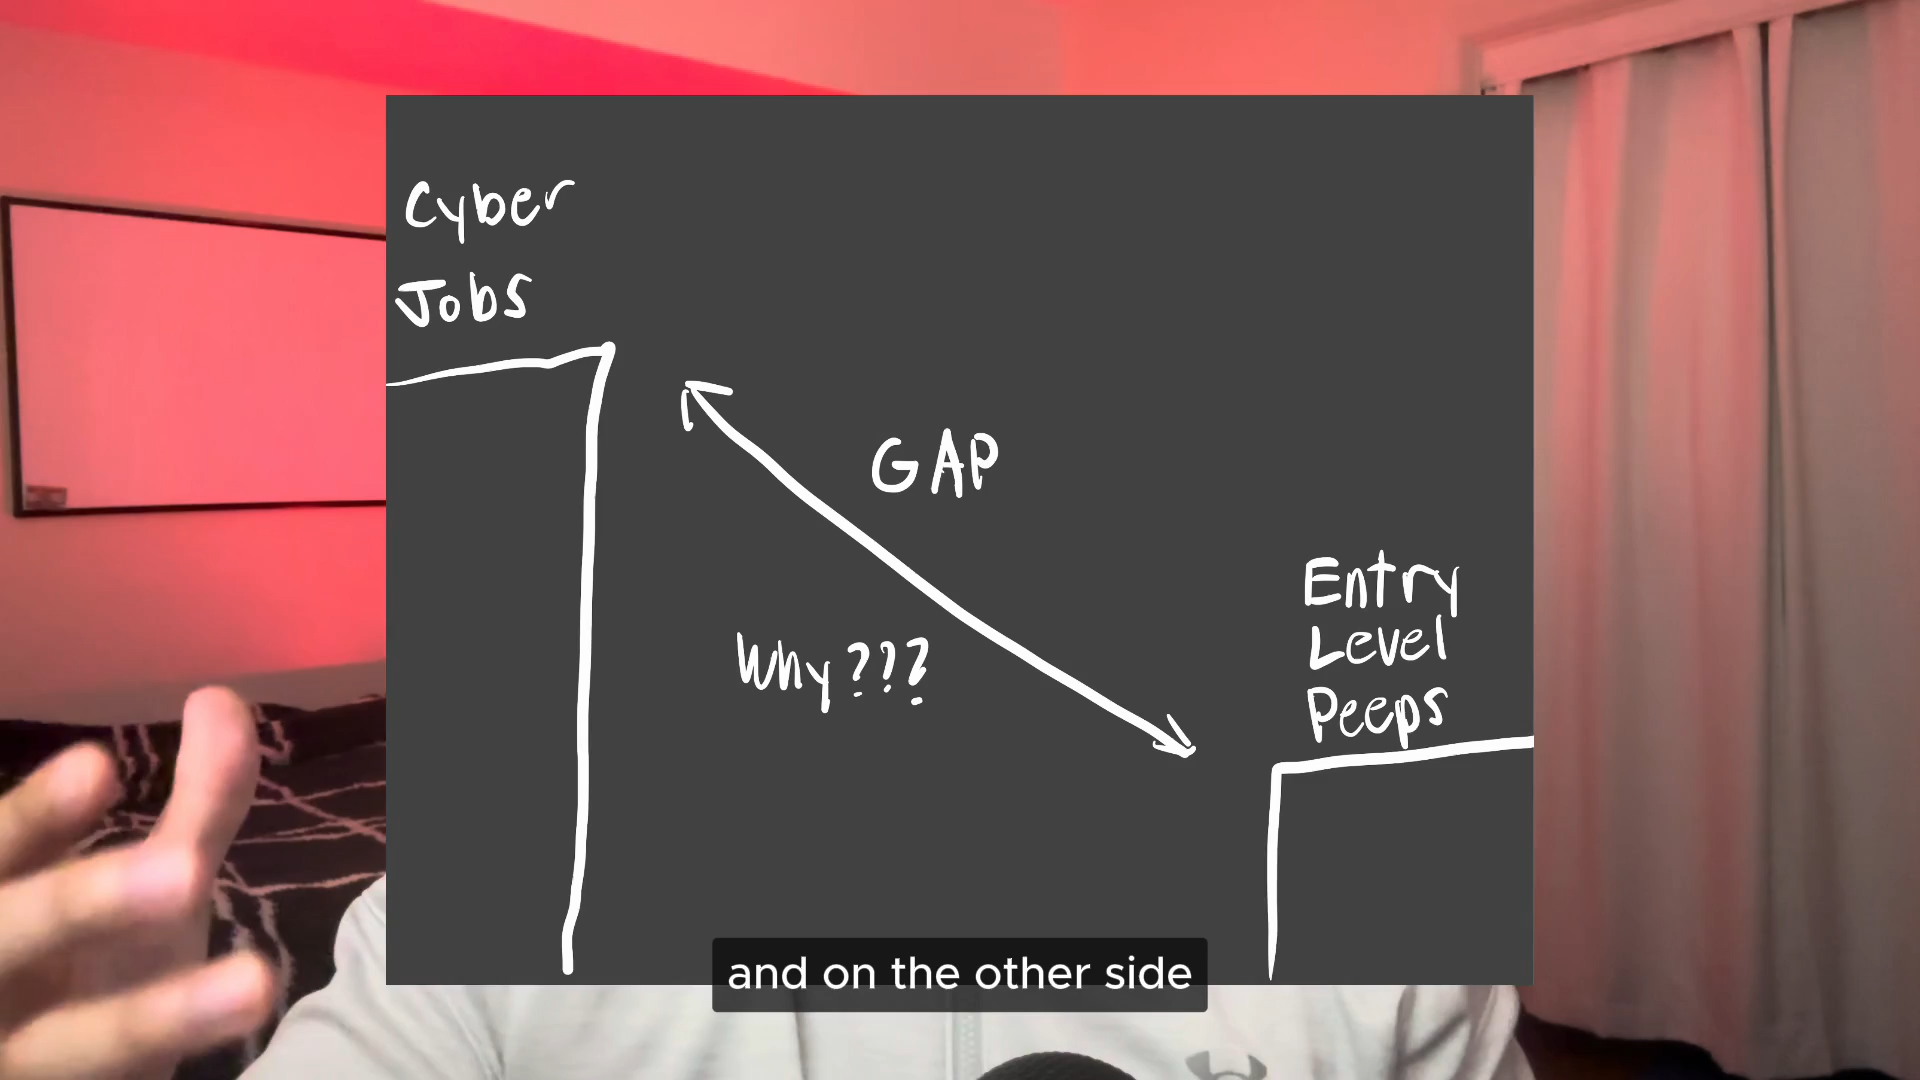 Cyber
Jobs
GAP
Why???
Entry
Level
Peeps
and on the other side